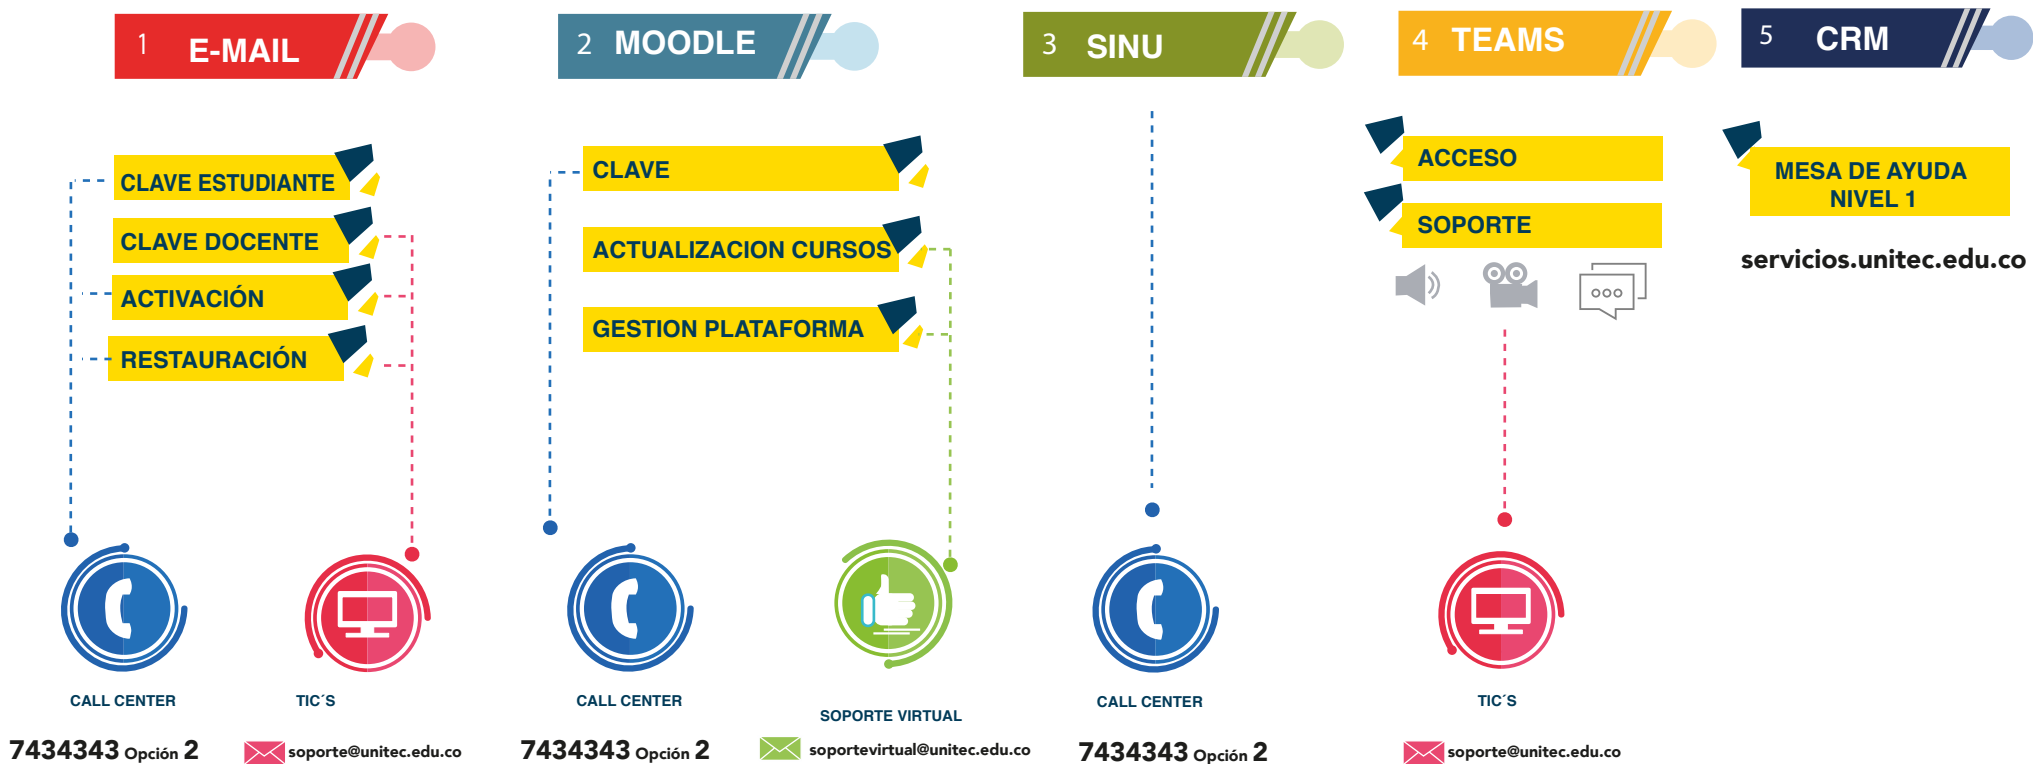 1 E-MAIL
CLAVE ESTUDIANTE
CLAVE DOCENTE
ACTIVACIÓN
RESTAURACIÓN
CALL CENTER
7434343 Opción 2
TIC´S
soporte@unitec.edu.co
2 MOODLE
CLAVE
ACTUALIZACION CURSOS
GESTION PLATAFORMA
CALL CENTER
7434343 Opción 2
SOPORTE VIRTUAL
soportevirtual@unitec.edu.co
3 SINU
CALL CENTER
7434343 Opción 2
4 TEAMS
ACCESO
SOPORTE
TIC´S
soporte@unitec.edu.co
5 CRM
MESA DE AYUDA
NIVEL 1
servicios.unitec.edu.co